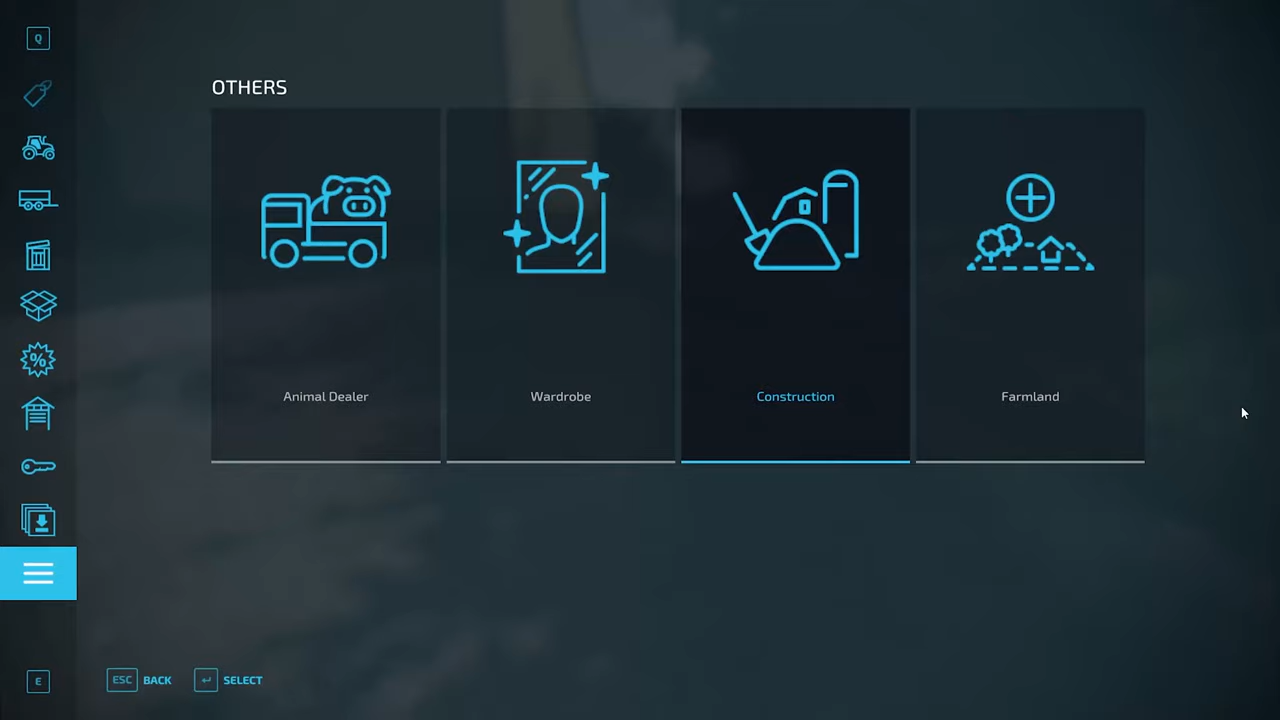 Q
OTHERS
%
Animal Dealer
Wardrobe
Construction
Farmland
E
ESC BACK
SELECT